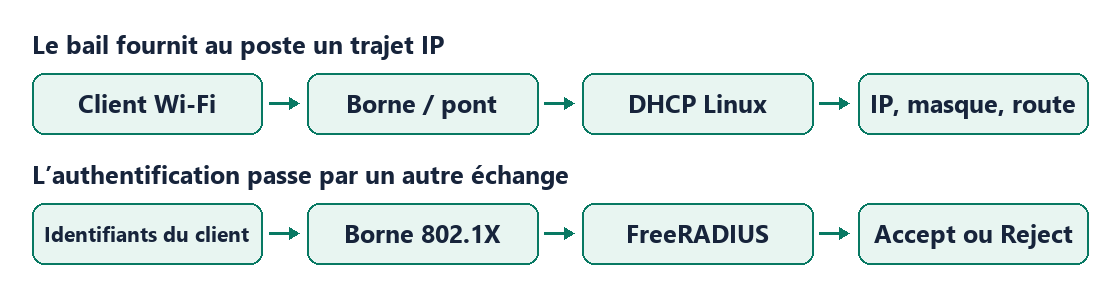 Le bail fournit au poste un trajet IP
Client Wi-Fi
Borne / pont
DHCP Linux
IP, masque, route
L’authentification passe par un autre échange
Identifiants du client
Borne 802.1X
FreeRADIUS
Accept ou Reject